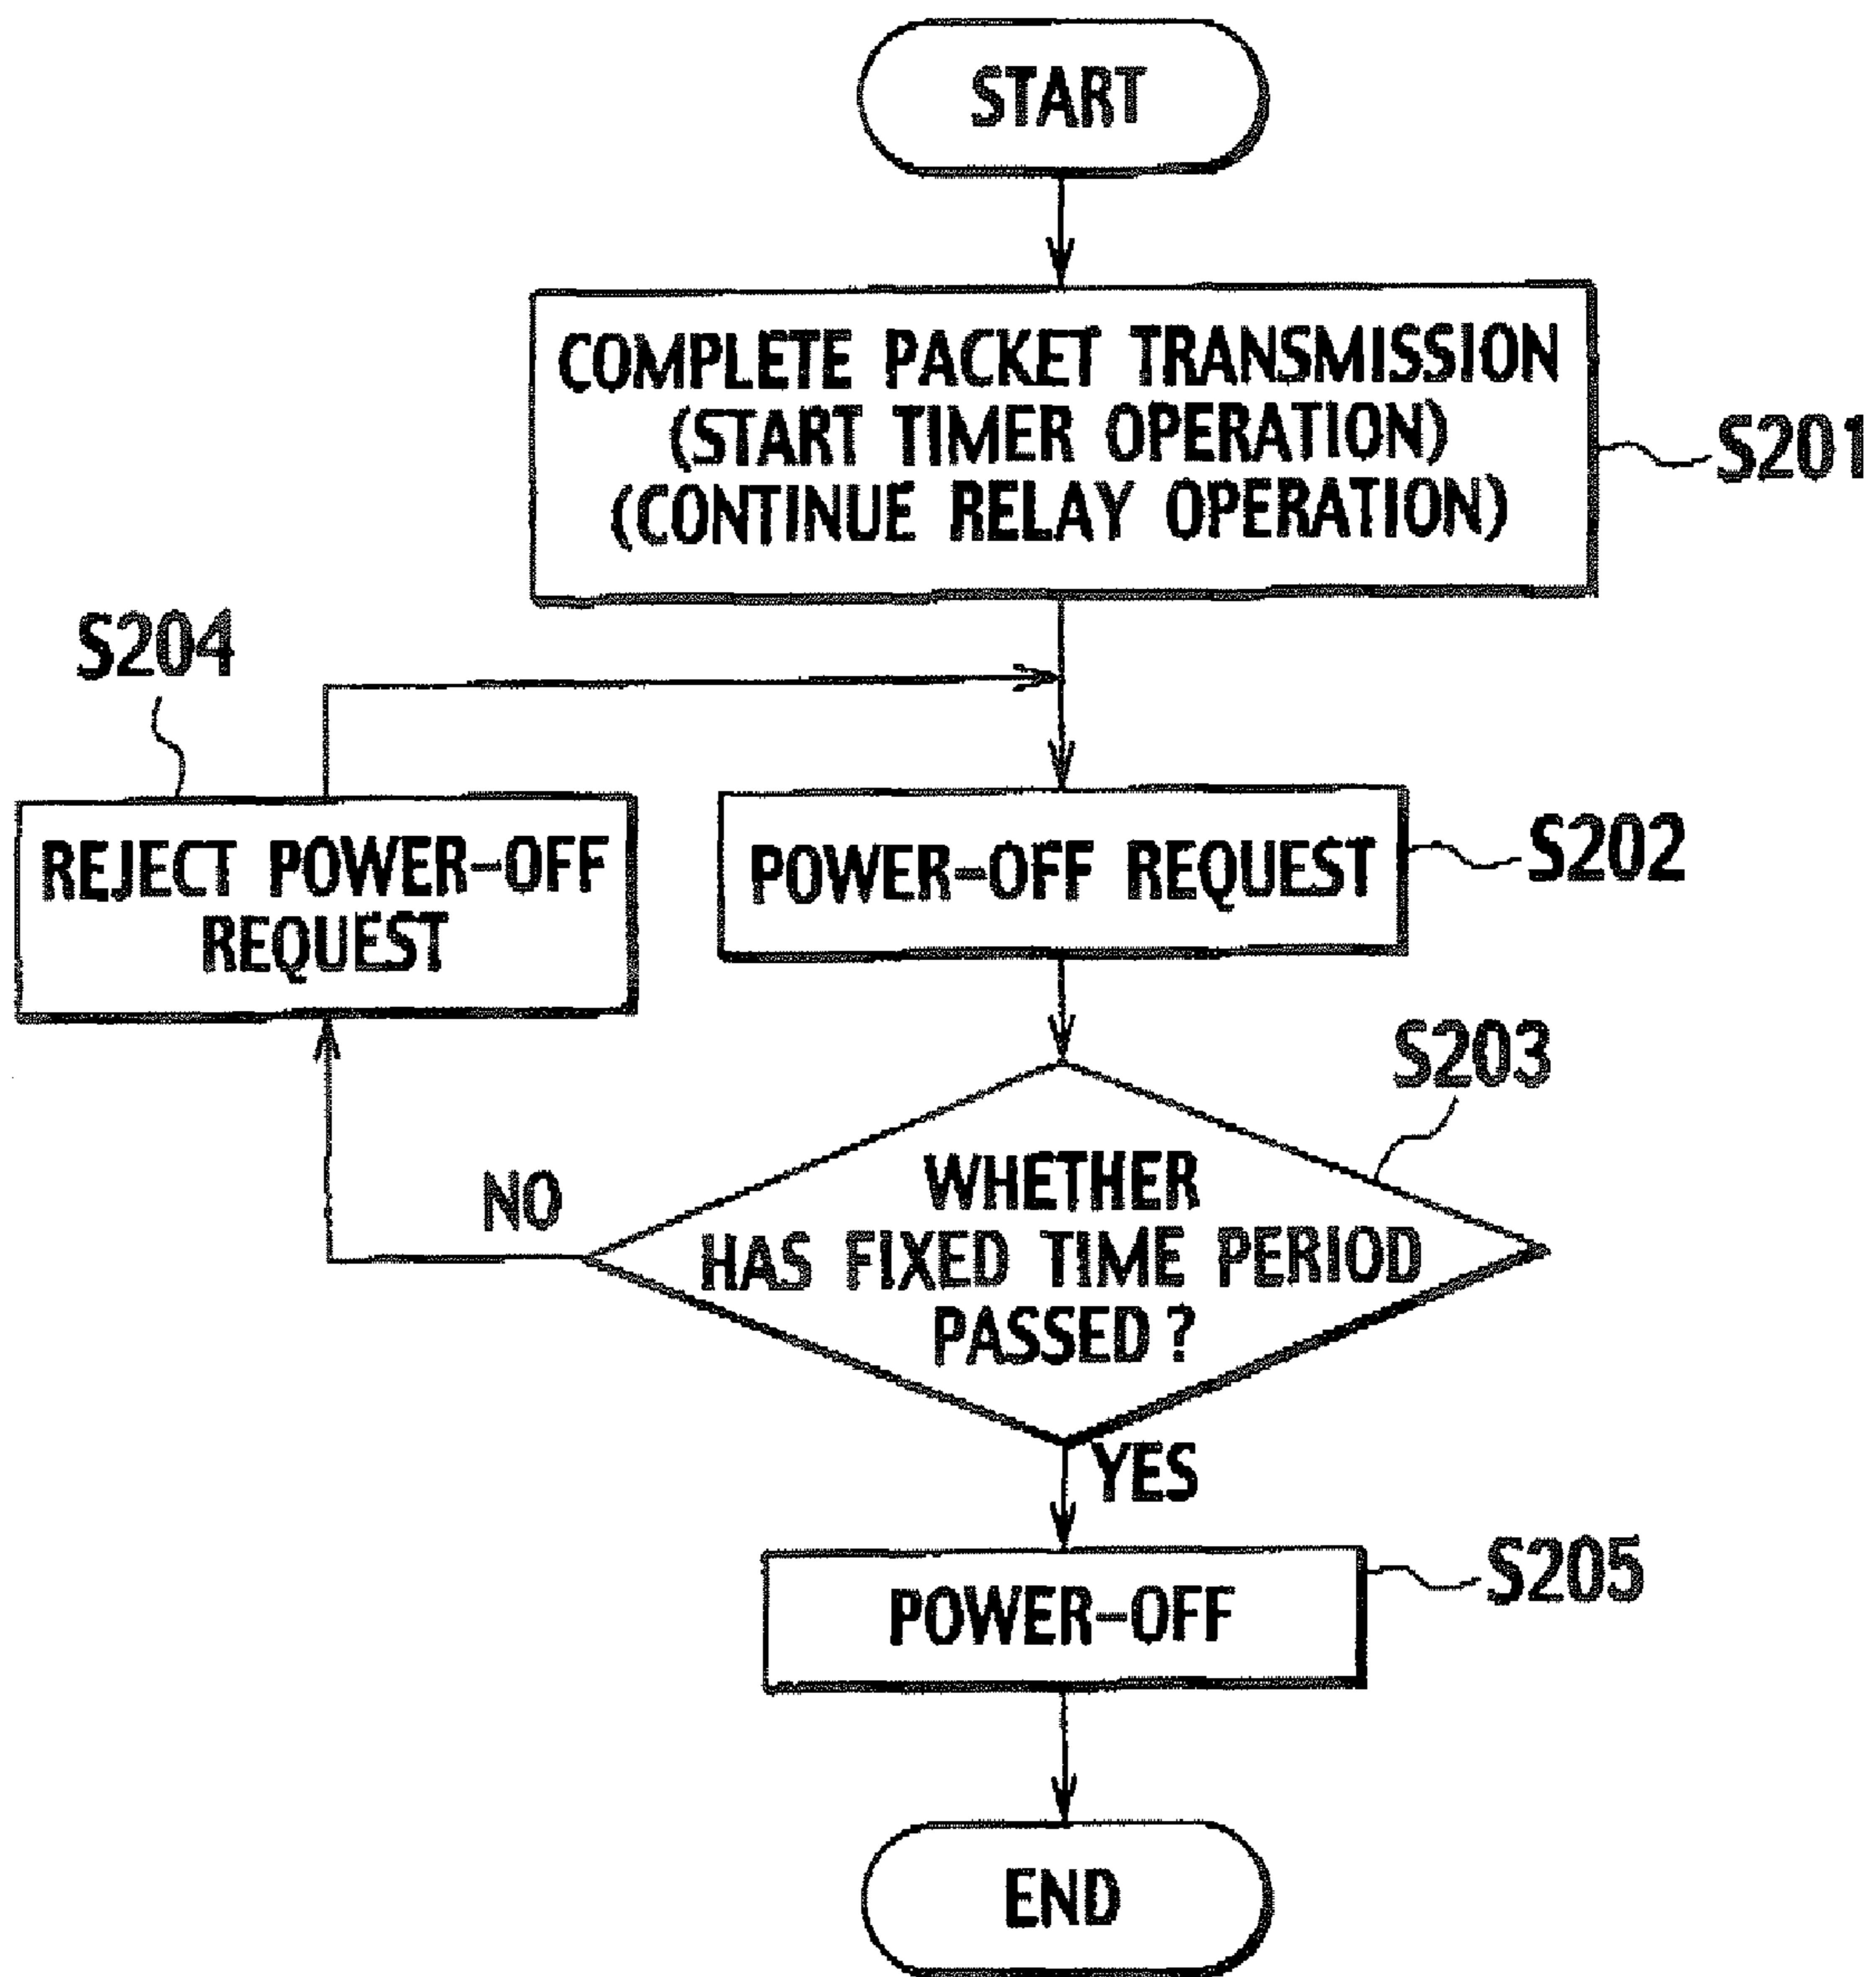 START
COMPLETE PACKET TRANSMISSION
(START TIMER OPERATION)
(CONTINUE RELAY OPERATION)
S201
S204
REJECT POWER-OFF
REQUEST
POWER-OFF REQUEST
S202
S203
WHETHER
HAS FIXED TIME PERIOD
PASSED?
NO
YES
POWER-OFF
S205
END